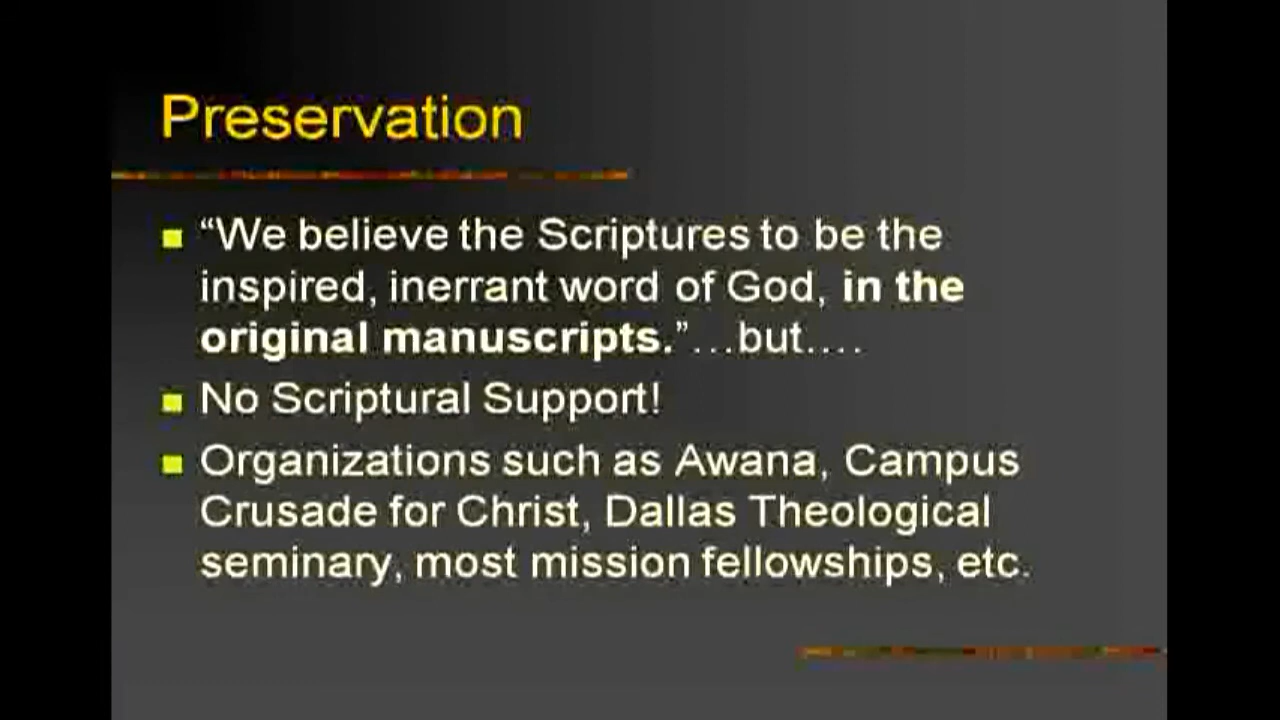 Preservation
“We believe the Scriptures to be the
inspired, inerrant word of God, in the
original manuscripts.”…but….
No Scriptural Support!
Organizations such as Awana, Campus
Crusade for Christ, Dallas Theological
seminary, most mission fellowships, etc.